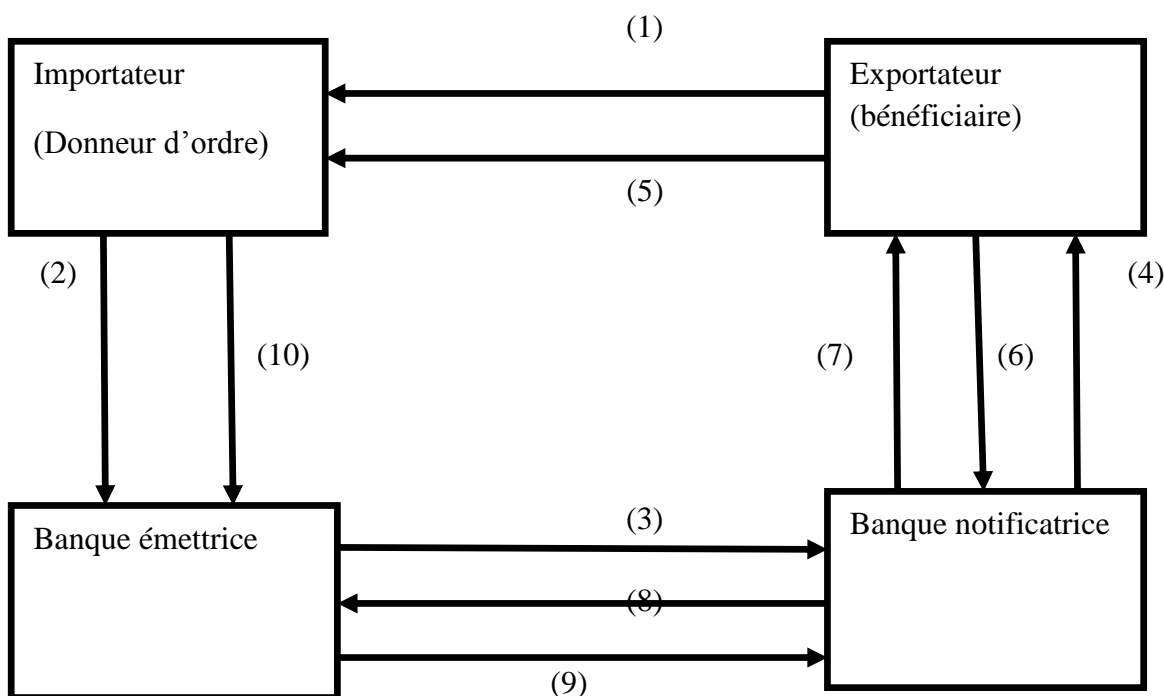 (1)
Importateur
(Donneur d’ordre)
Exportateur
(bénéficiaire)
(5)
(2)
(4)
(10)
(7)
(6)
Banque émettrice
(3)
Banque notificatrice
(8)
(9)